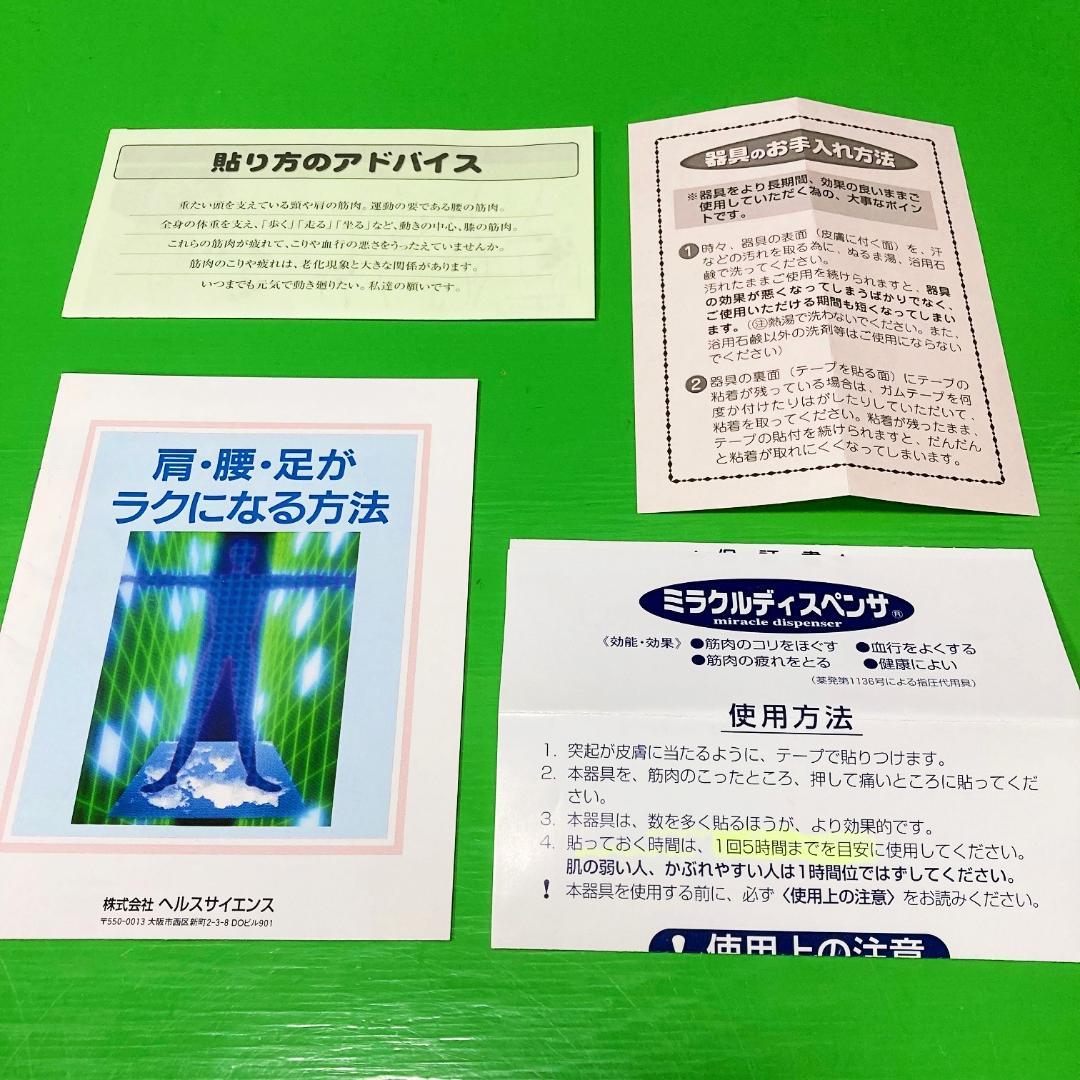 貼り方のアドバイス
重たい頭を支えている頸や肩の筋肉。運動の要である腰の筋肉。
全身の体重を支え、「歩く」「走る」「坐る」など、動きの中心、膝の筋肉。
これらの筋肉が疲れて、こりや血行の悪さをうったえていませんか。
筋肉のこりや疲れは、老化現象と大きな関係があります。
いつまでも元気で動き廻りたい。私達の願いです。
器具のお手入れ方法
※器具をより長期間、効果の良いままご
使用していただく為の、大事なポイン
トです。
❶時々、器具の表面（皮膚に付く面）を、汗
などの汚れを取る為に、ぬるま湯、浴用石
鹸で洗ってください。
汚れたままご使用を続けられますと、器具
の効果が悪くなってしまうばかりでなく、
ご使用いただける期間も短くなってしまい
ます。（㊟熱湯で洗わないでください。また、
浴用石鹸以外の洗剤等はご使用にならない
でください）
❷器具の裏面（テープを貼る面）にテープの
粘着が残っている場合は、ガムテープを何
度か付けたりはがしたりしていただいて、
粘着を取ってください。粘着が残ったまま、
テープの貼付を続けられますと、だんだん
と粘着が取れにくくなってしまいます。
肩・腰・足が
ラクになる方法
株式会社 ヘルスサイエンス
〒550-0013 大阪市西区新町2-3-8 DOビル901
保証書
ミラクルディスペンサ®
miracle dispenser
《効能・効果》 ●筋肉のコリをほぐす ●血行をよくする
●筋肉の疲れをとる ●健康によい
（薬発第1136号による指圧代用具）
使用方法
1. 突起が皮膚に当たるように、テープで貼りつけます。
2. 本器具を、筋肉のこったところ、押して痛いところに貼ってくだ
さい。
3. 本器具は、数を多く貼るほうが、より効果的です。
4. 貼っておく時間は、1回5時間までを目安に使用してください。
肌の弱い人、かぶれやすい人は1時間位ではずしてください。
! 本器具を使用する前に、必ず〈使用上の注意〉をお読みください。
! 使用上の注意